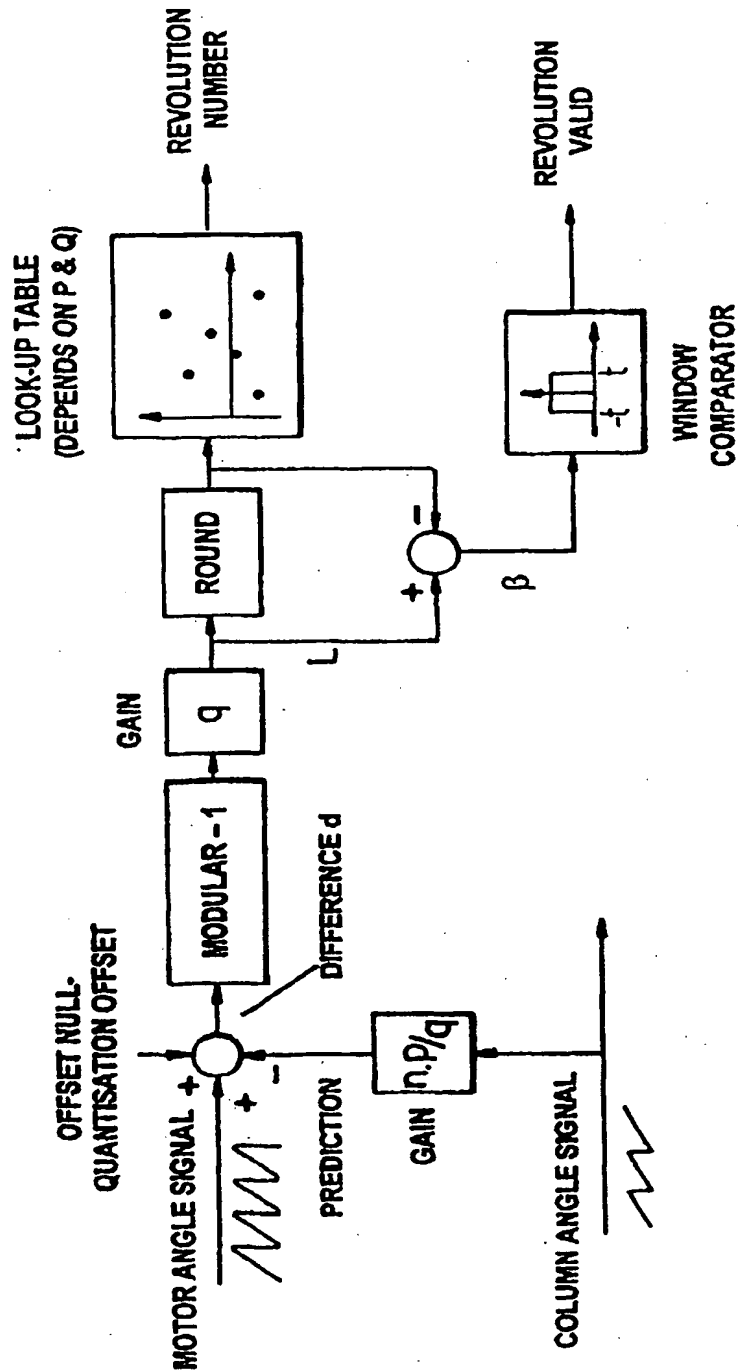 OFFSET NULL-
QUANTISATION OFFSET
MOTOR ANGLE SIGNAL
+
+
-
PREDICTION
DIFFERENCE d
MODULAR - 1
GAIN
q
ROUND
LOOK-UP TABLE
(DEPENDS ON P & Q)
REVOLUTION
NUMBER
L
+
-
β
-t
t
WINDOW
COMPARATOR
REVOLUTION
VALID
GAIN
n.p/q
COLUMN ANGLE SIGNAL